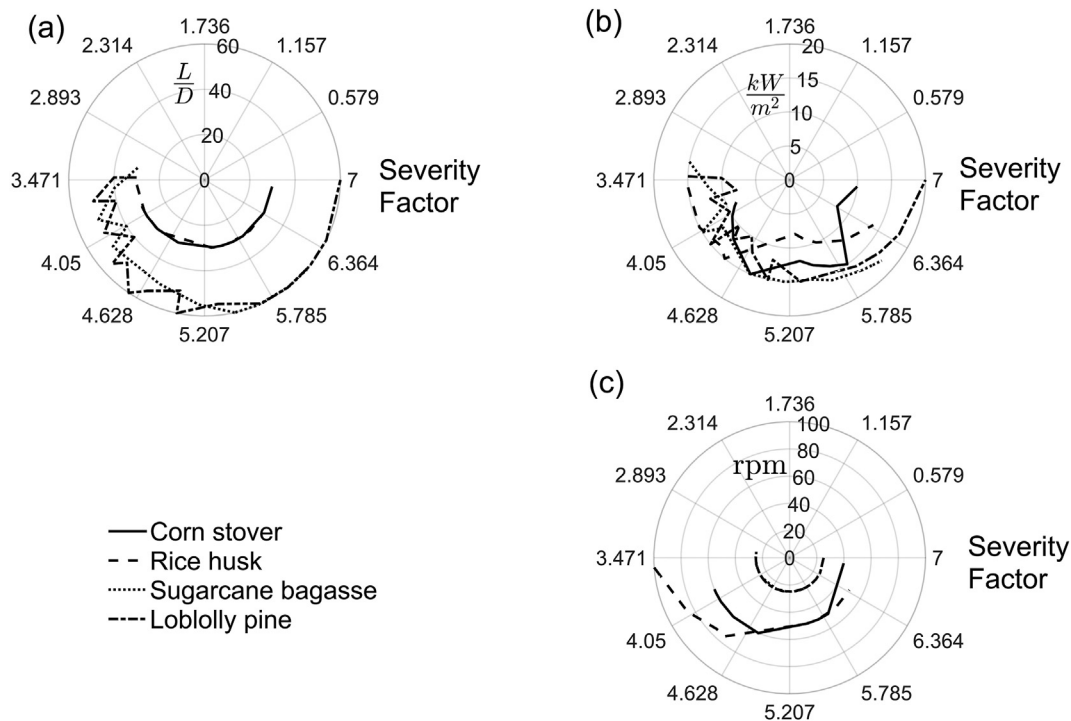 (a)
1.736
2.314
1.157
60
L
D
40
2.893
0.579
20
3.471
0
7
Severity
Factor
4.05
6.364
4.628
5.785
5.207
(b)
1.736
2.314
1.157
20
15
kW
m²
10
2.893
0.579
5
3.471
0
7
Severity
Factor
4.05
6.364
4.628
5.785
5.207
(c)
1.736
2.314
1.157
100
80
rpm
60
2.893
0.579
40
20
3.471
0
7
Severity
Factor
4.05
6.364
4.628
5.785
5.207
Corn stover
Rice husk
Sugarcane bagasse
Loblolly pine